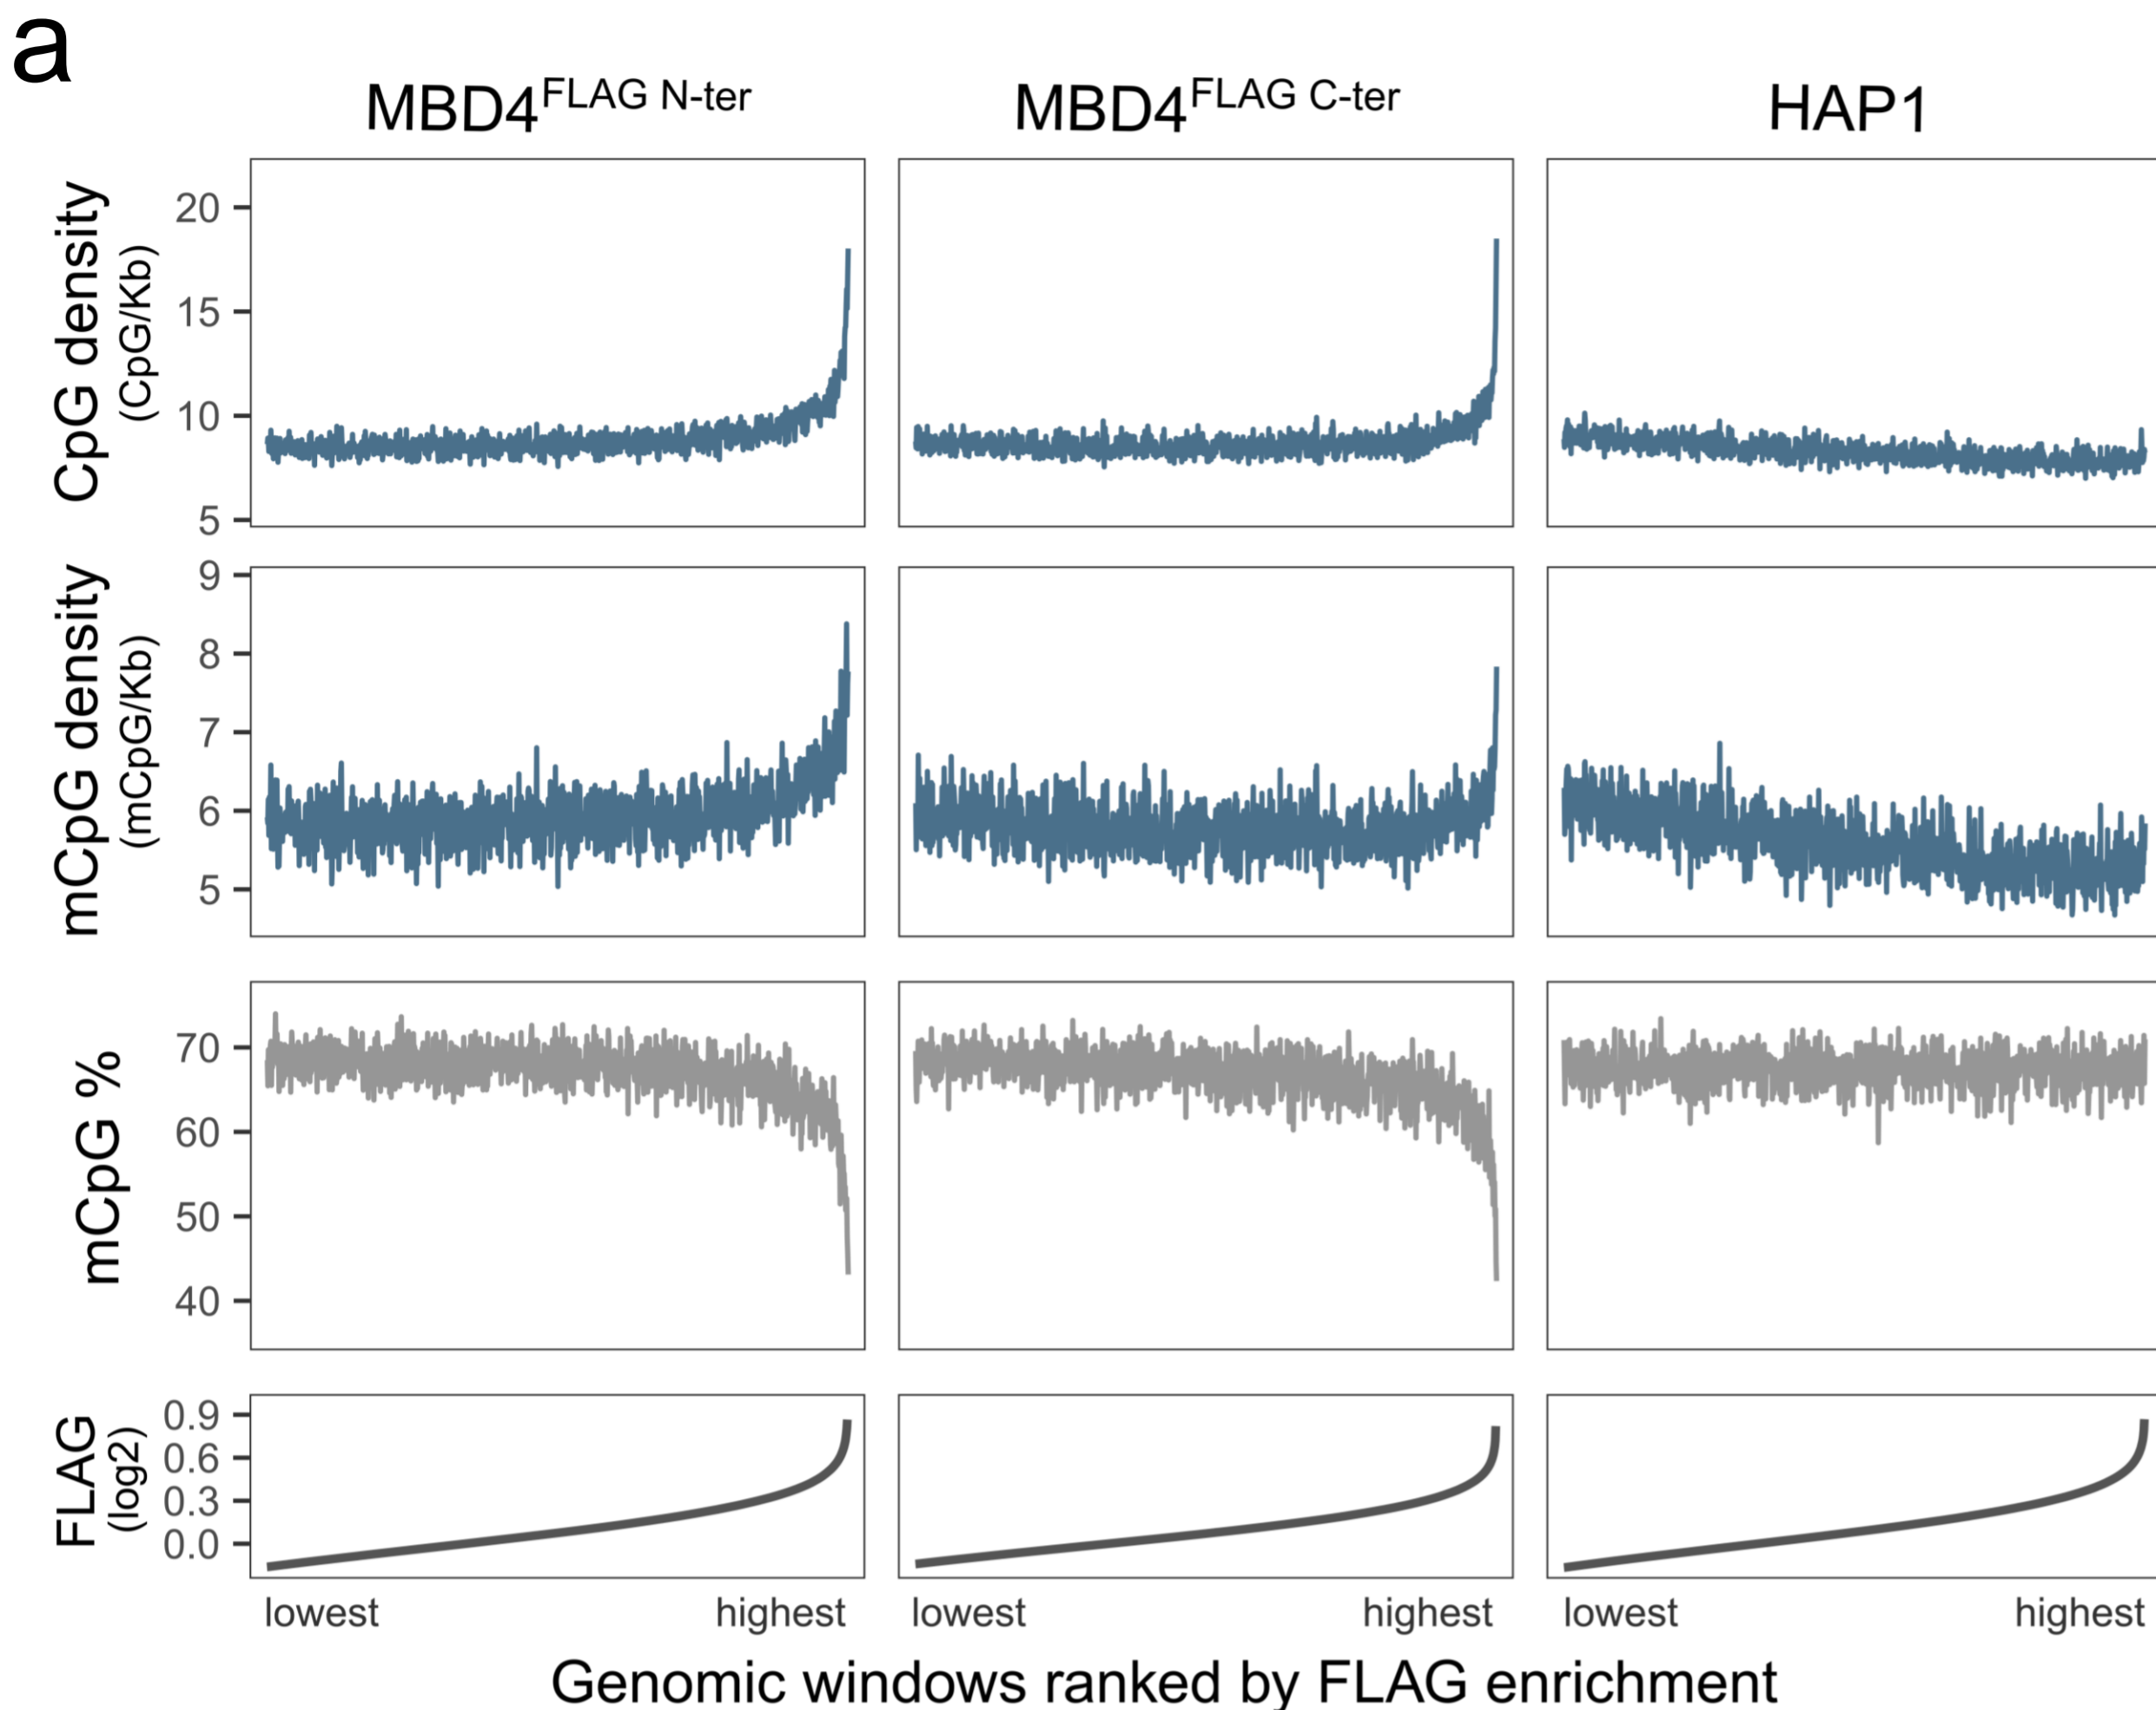 a
MBD4FLAG N-ter MBD4FLAG C-ter HAP1
CpG density
(CpG/Kb)
20
15
10
5
mCpG density
(mCpG/Kb)
9
8
7
6
5
mCpG %
70
60
50
40
FLAG
(log2)
0.9
0.6
0.3
0.0
lowest highest lowest highest lowest highest
Genomic windows ranked by FLAG enrichment